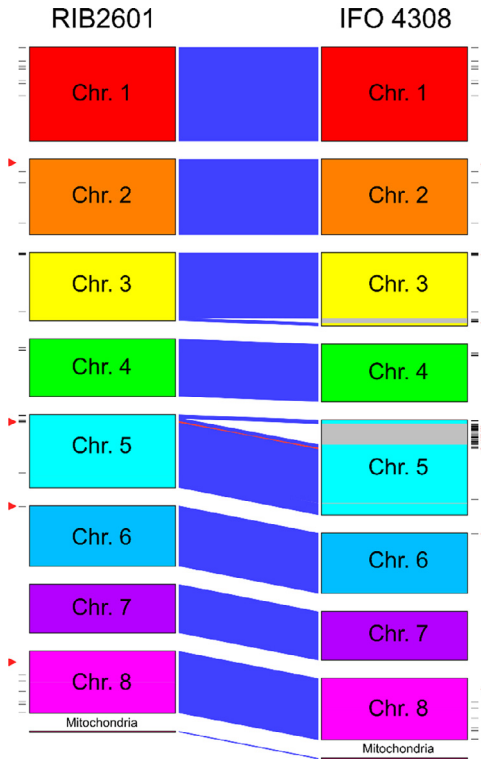 RIB2601 IFO 4308
Chr. 1 Chr. 1
Chr. 2 Chr. 2
Chr. 3 Chr. 3
Chr. 4 Chr. 4
Chr. 5 Chr. 5
Chr. 6 Chr. 6
Chr. 7 Chr. 7
Chr. 8 Chr. 8
Mitochondria
Mitochondria